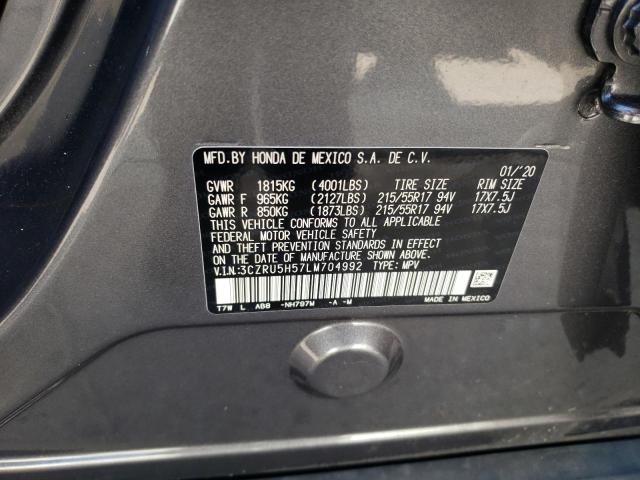 MFD.BY HONDA DE MEXICO S.A. DE C.V.
01/'20
GVWR 1815KG (4001LBS) TIRE SIZE RIM SIZE
GAWR F 965KG (2127LBS) 215/55R17 94V 17X7.5J
GAWR R 850KG (1873LBS) 215/55R17 94V 17X7.5J
THIS VEHICLE CONFORMS TO ALL APPLICABLE
FEDERAL MOTOR VEHICLE SAFETY, BUMPER,
AND THEFT PREVENTION STANDARDS IN EFFECT ON
THE DATE OF MANUFACTURE SHOWN ABOVE.
V.I.N:3CZRU5H57LM704992 TYPE: MPV
T7W L ABB -NH797M -A -M MADE IN MEXICO